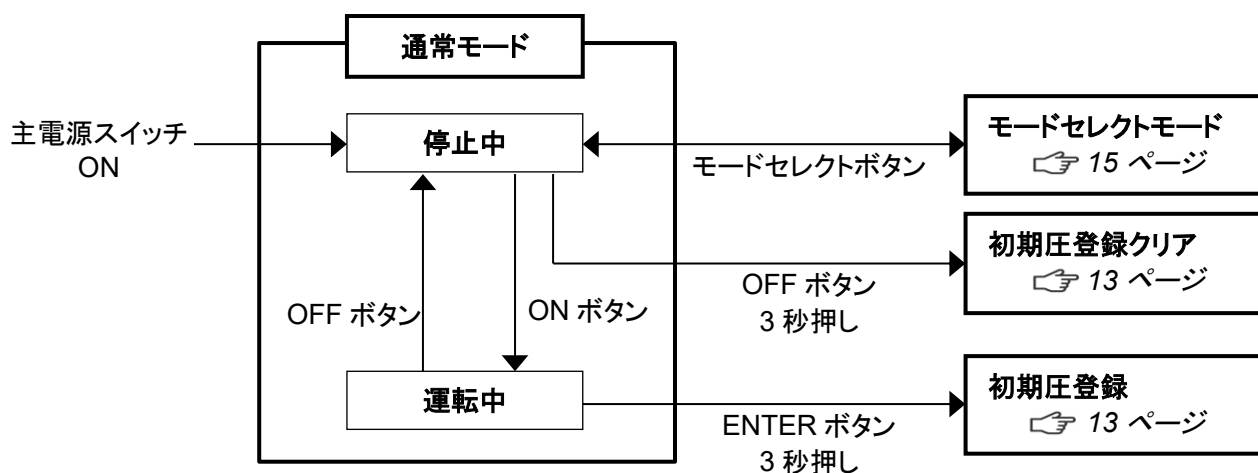 通常モード
主電源スイッチ
ON
停止中
モードセレクトボタン
モードセレクトモード
☞ 15 ページ
初期圧登録クリア
☞ 13 ページ
OFF ボタン
3 秒押し
OFF ボタン
ON ボタン
運転中
ENTER ボタン
3 秒押し
初期圧登録
☞ 13 ページ